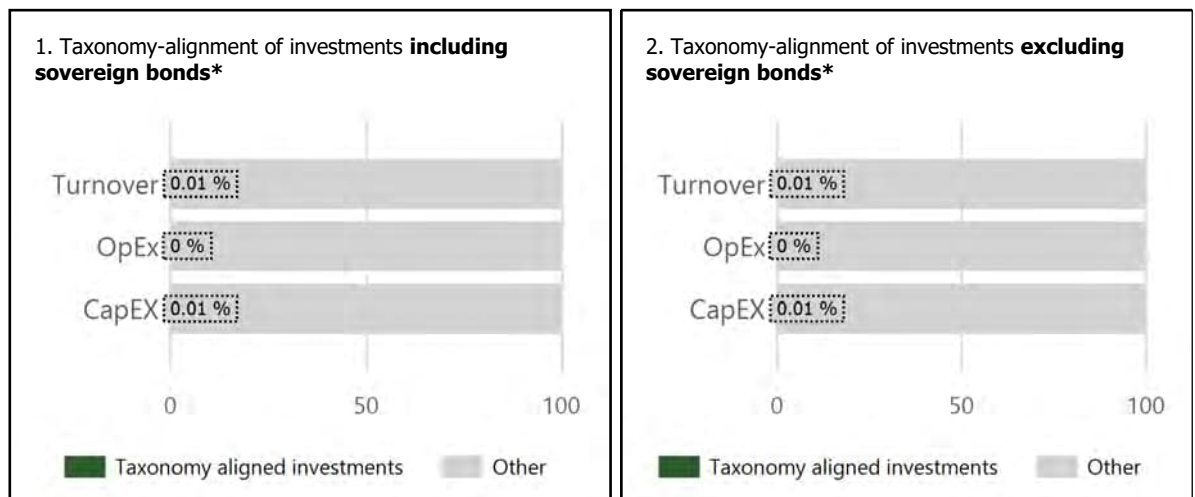 1. Taxonomy-alignment of investments including
sovereign bonds*
Turnover 0.01 %
OpEx 0 %
CapEX 0.01 %
0 50 100
Taxonomy aligned investments Other
2. Taxonomy-alignment of investments excluding
sovereign bonds*
Turnover 0.01 %
OpEx 0 %
CapEX 0.01 %
0 50 100
Taxonomy aligned investments Other